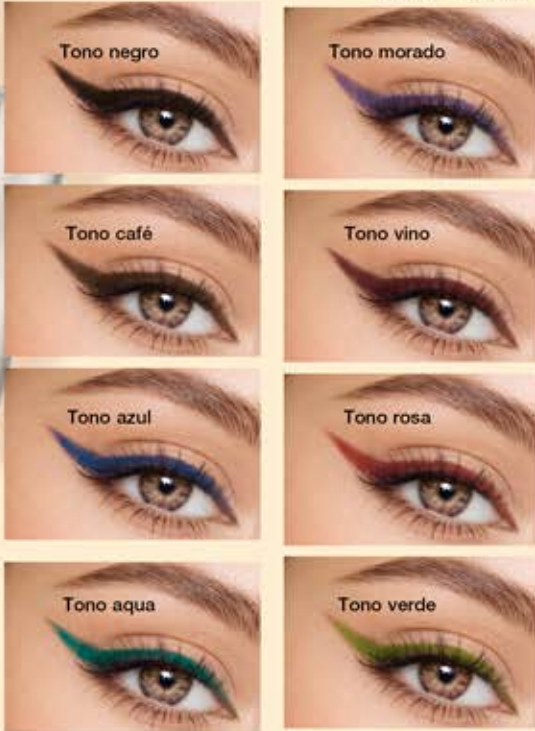 Tono negro
Tono morado
Tono café
Tono vino
Tono azul
Tono rosa
Tono aqua
Tono verde